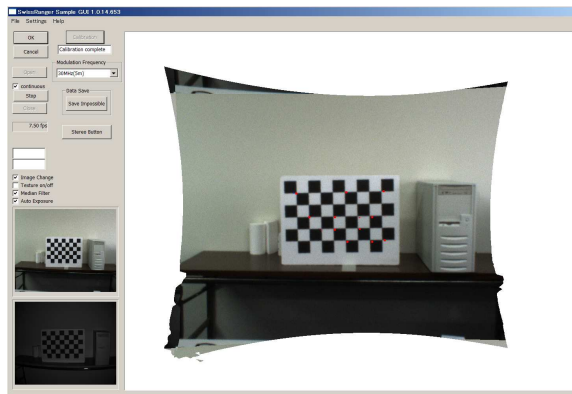 SwissRanger Sample GUI 1.0.14.653
File Settings Help
OK
Calibration
Cancel
Calibration complete
Modulation Frequency
Open
30MHz(5m)
continuous
Stop
Data Save
Close
Save Impossible
7.50 fps
Stereo Button
Image Change
Texture on/off
Median Filter
Auto Exposure